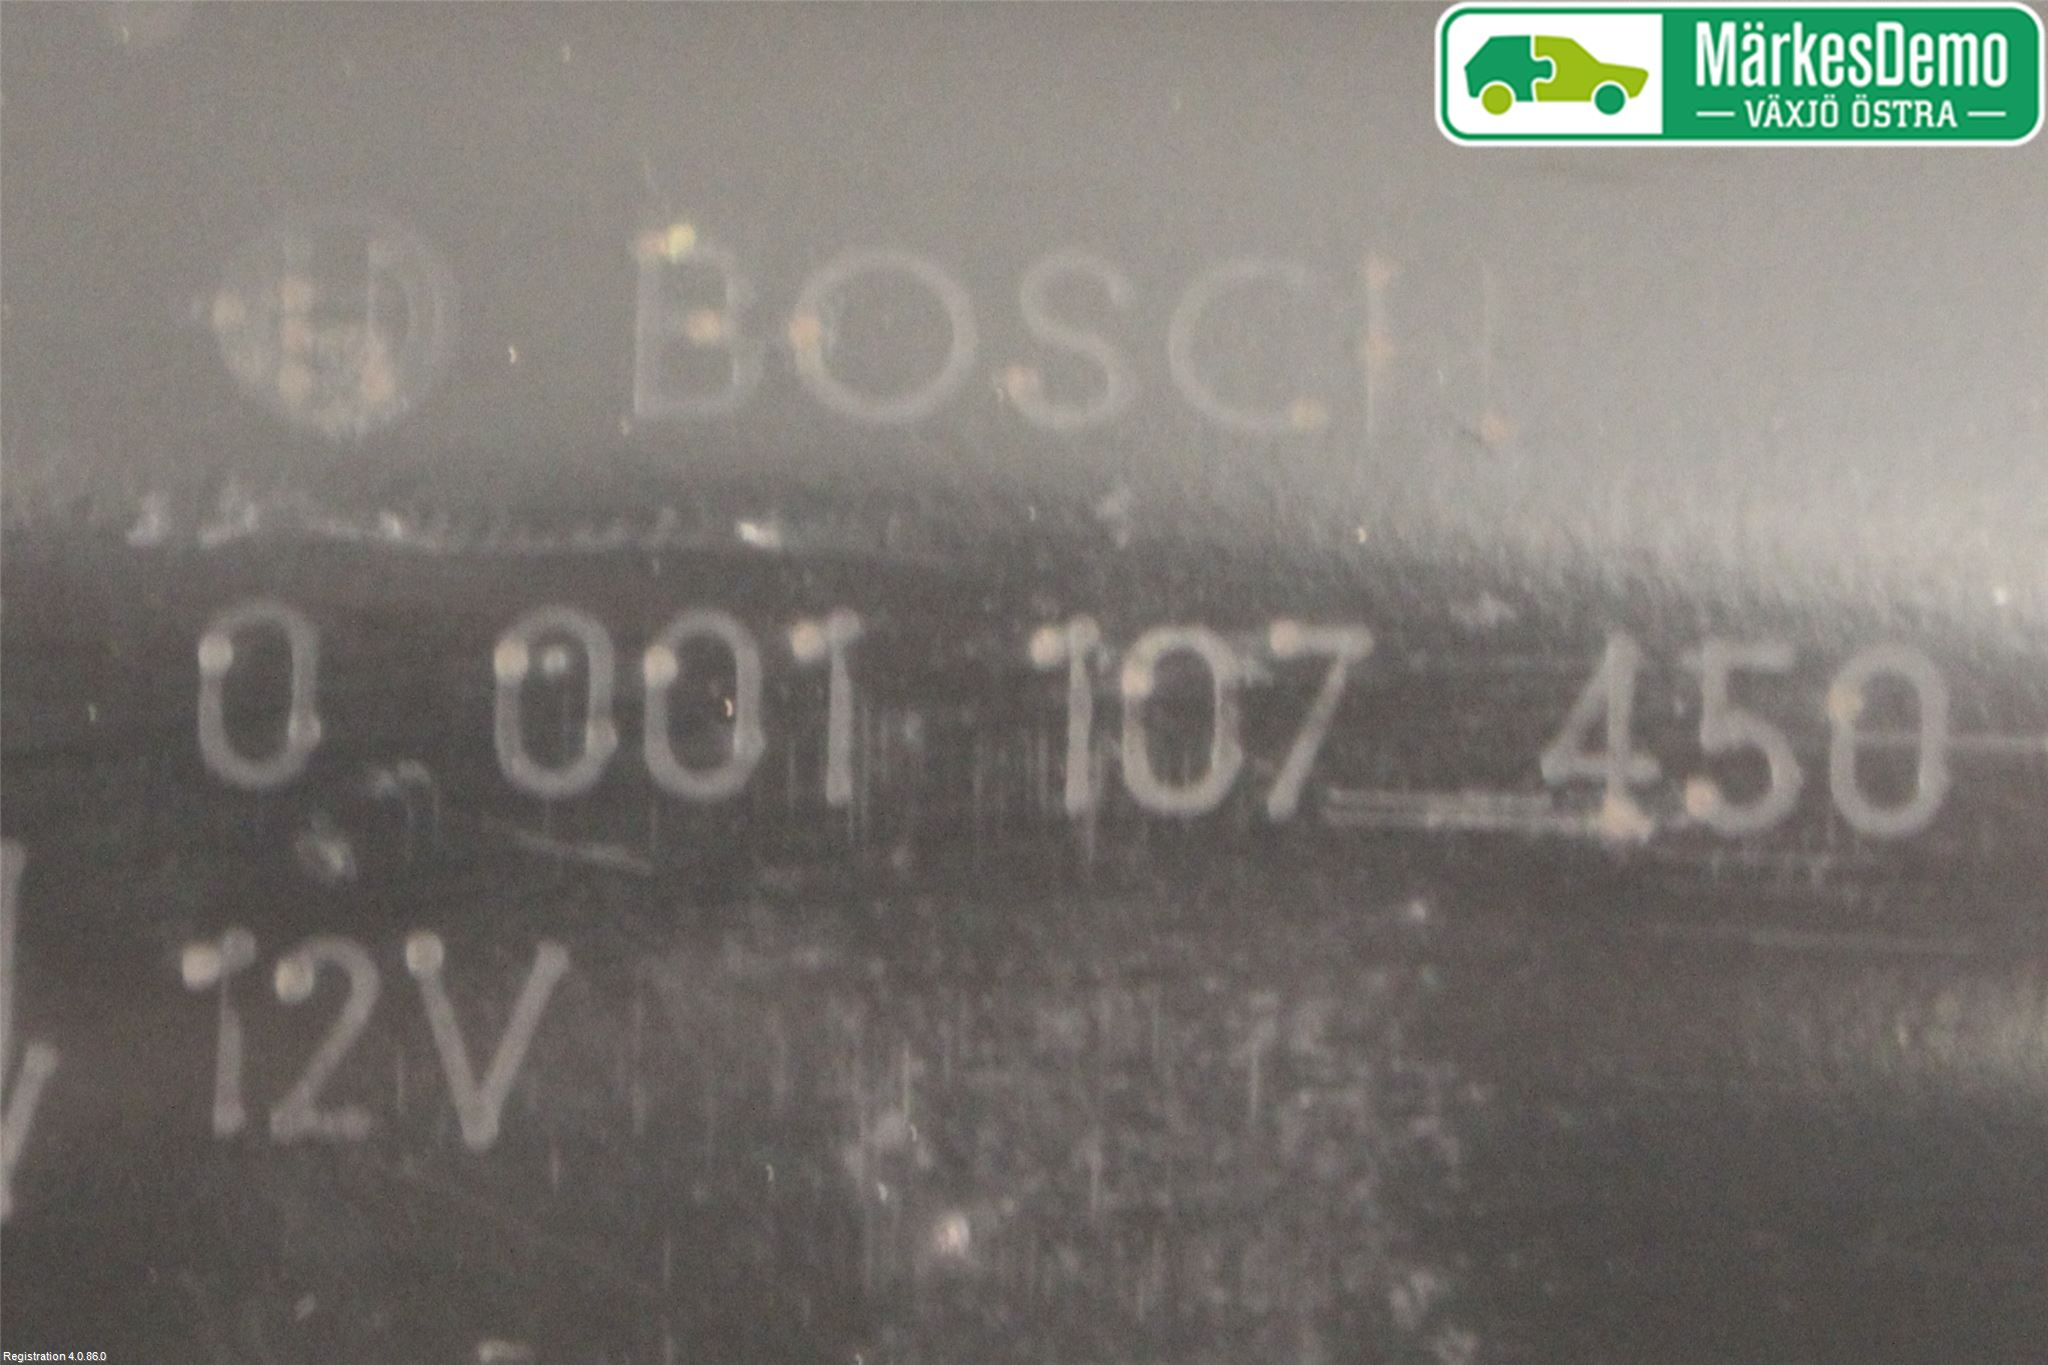 MärkesDemo
VÄXJÖ ÖSTRA
BOSCH
0 001 107 450
12V
Registration 4.0.86.0